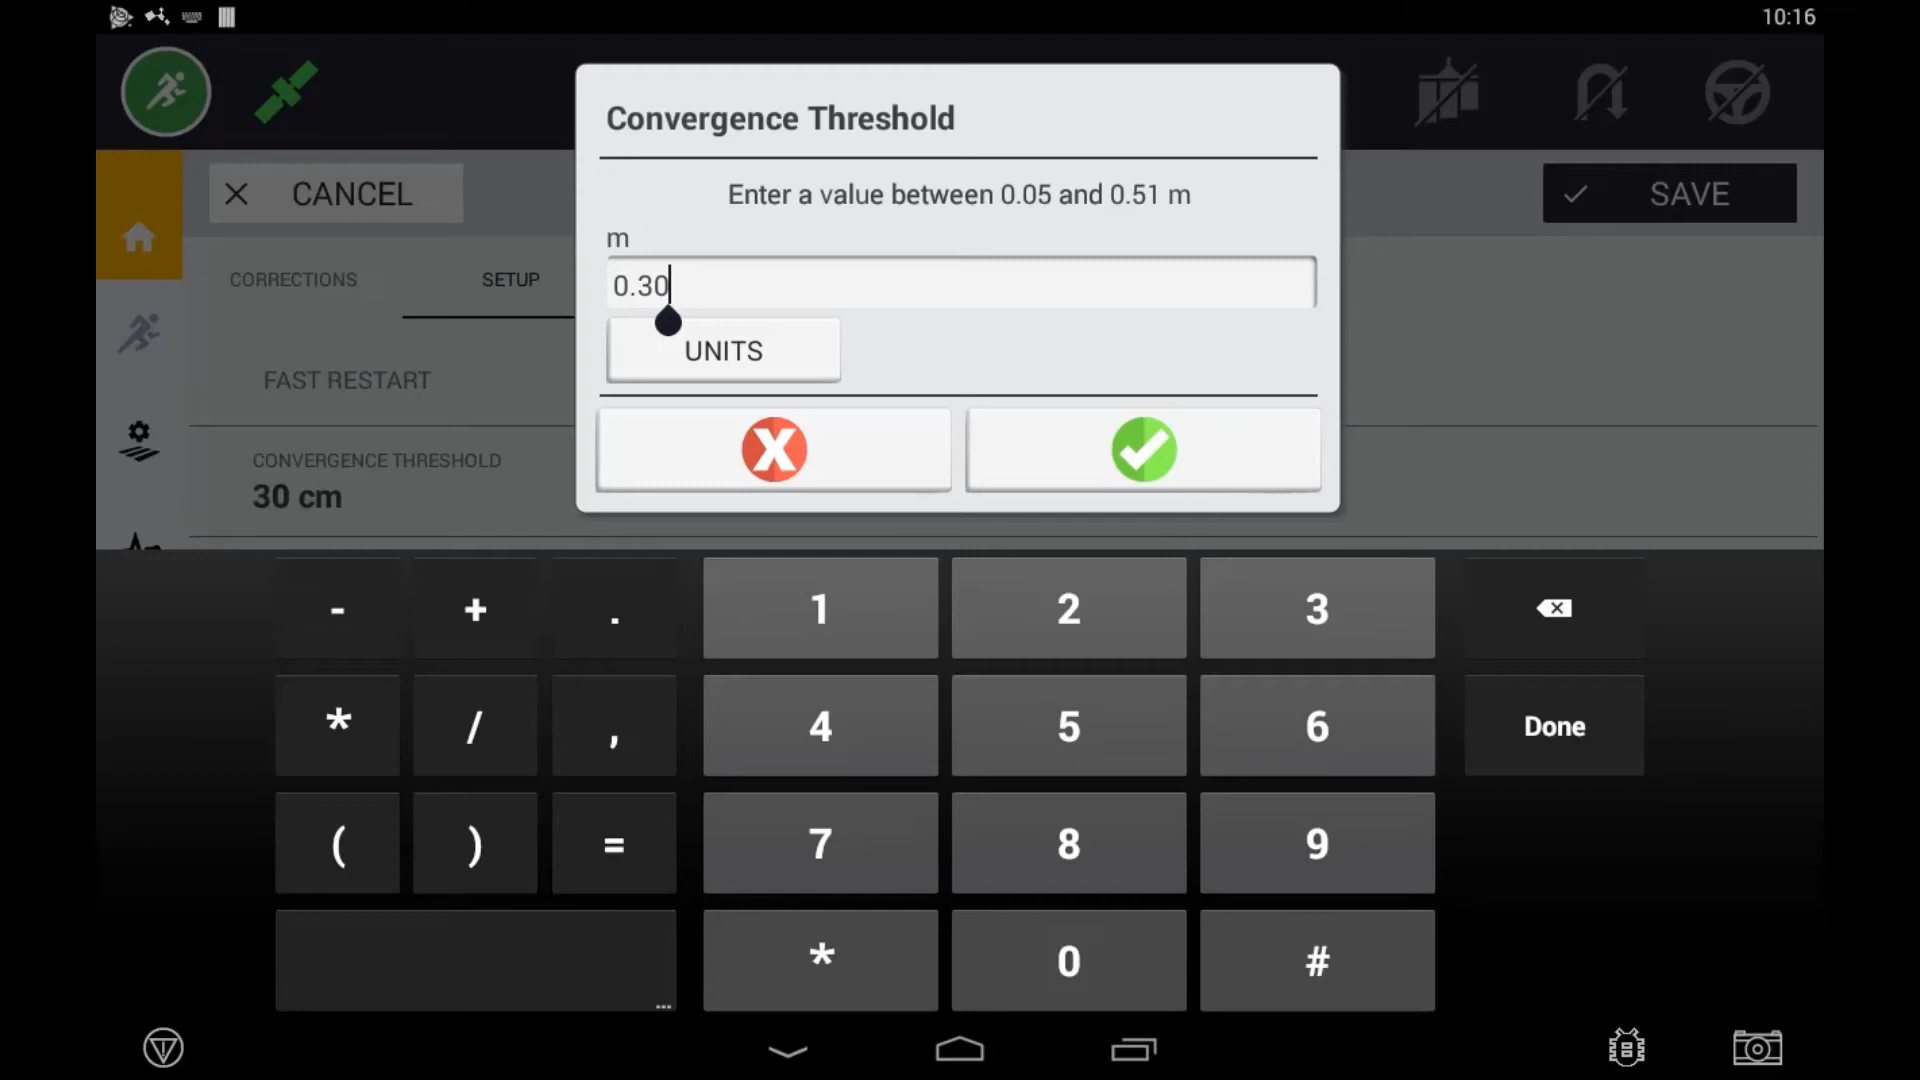 10:16
Convergence Threshold
CANCEL
SAVE
Enter a value between 0.05 and 0.51 m
m
CORRECTIONS
SETUP
0.30
UNITS
FAST RESTART
CONVERGENCE THRESHOLD
30 cm
- + . 1 2 3
* / , 4 5 6 Done
( ) = 7 8 9
... * 0 #